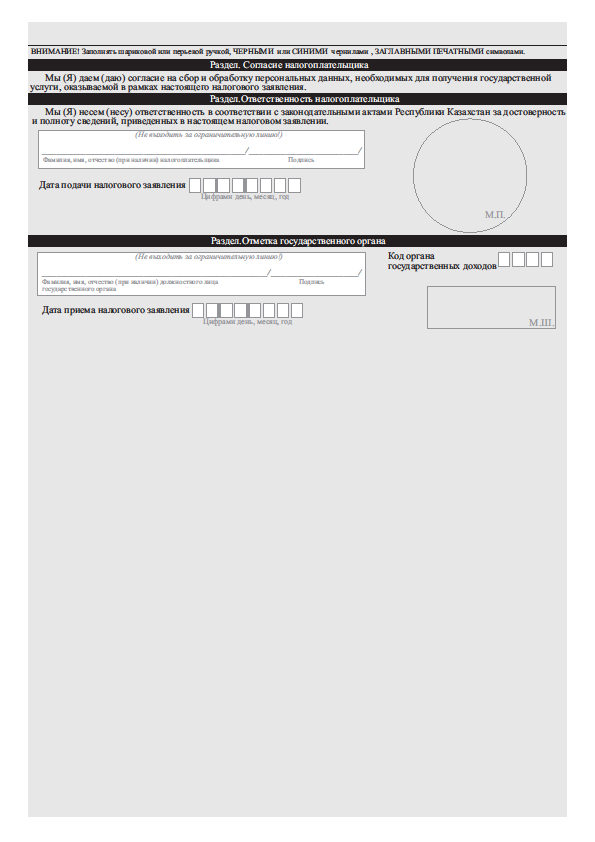 ВНИМАНИЕ! Заполнять шариковой или перьевой ручкой, ЧЕРНЫМИ или СИНИМИ чернилами , ЗАГЛАВНЫМИ ПЕЧАТНЫМИ символами.
Раздел. Согласие налогоплательщика
Мы (Я) даем (даю) согласие на сбор и обработку персональных данных, необходимых для получения государственной
услуги, оказываемой в рамках настоящего налогового заявления.
Раздел.Ответственность налогоплательщика
Мы (Я) несем (несу) ответственность в соответствии с законодательными актами Республики Казахстан за достоверность
и полноту сведений, приведенных в настоящем налоговом заявлении.
(Не выходить за ограничительную линию!)
/ /
Фамилия, имя, отчество (при наличии) налогоплательщика Подпись
Дата подачи налогового заявления
Цифрами день, месяц, год
М.П.
Раздел.Отметка государственного органа
(Не выходить за ограничительную линию!)
/ /
Фамилия, имя, отчество (при наличии) должностного лица Подпись
государственного органа
Код органа
государственных доходов
Дата приема налогового заявления
Цифрами день, месяц, год
М.Ш.